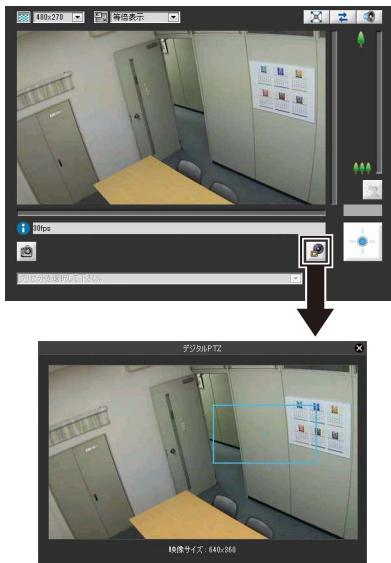 480x270
等倍表示
30fps
プリセットを選択して下さい。
デジタルPTZ
映像サイズ：640x360